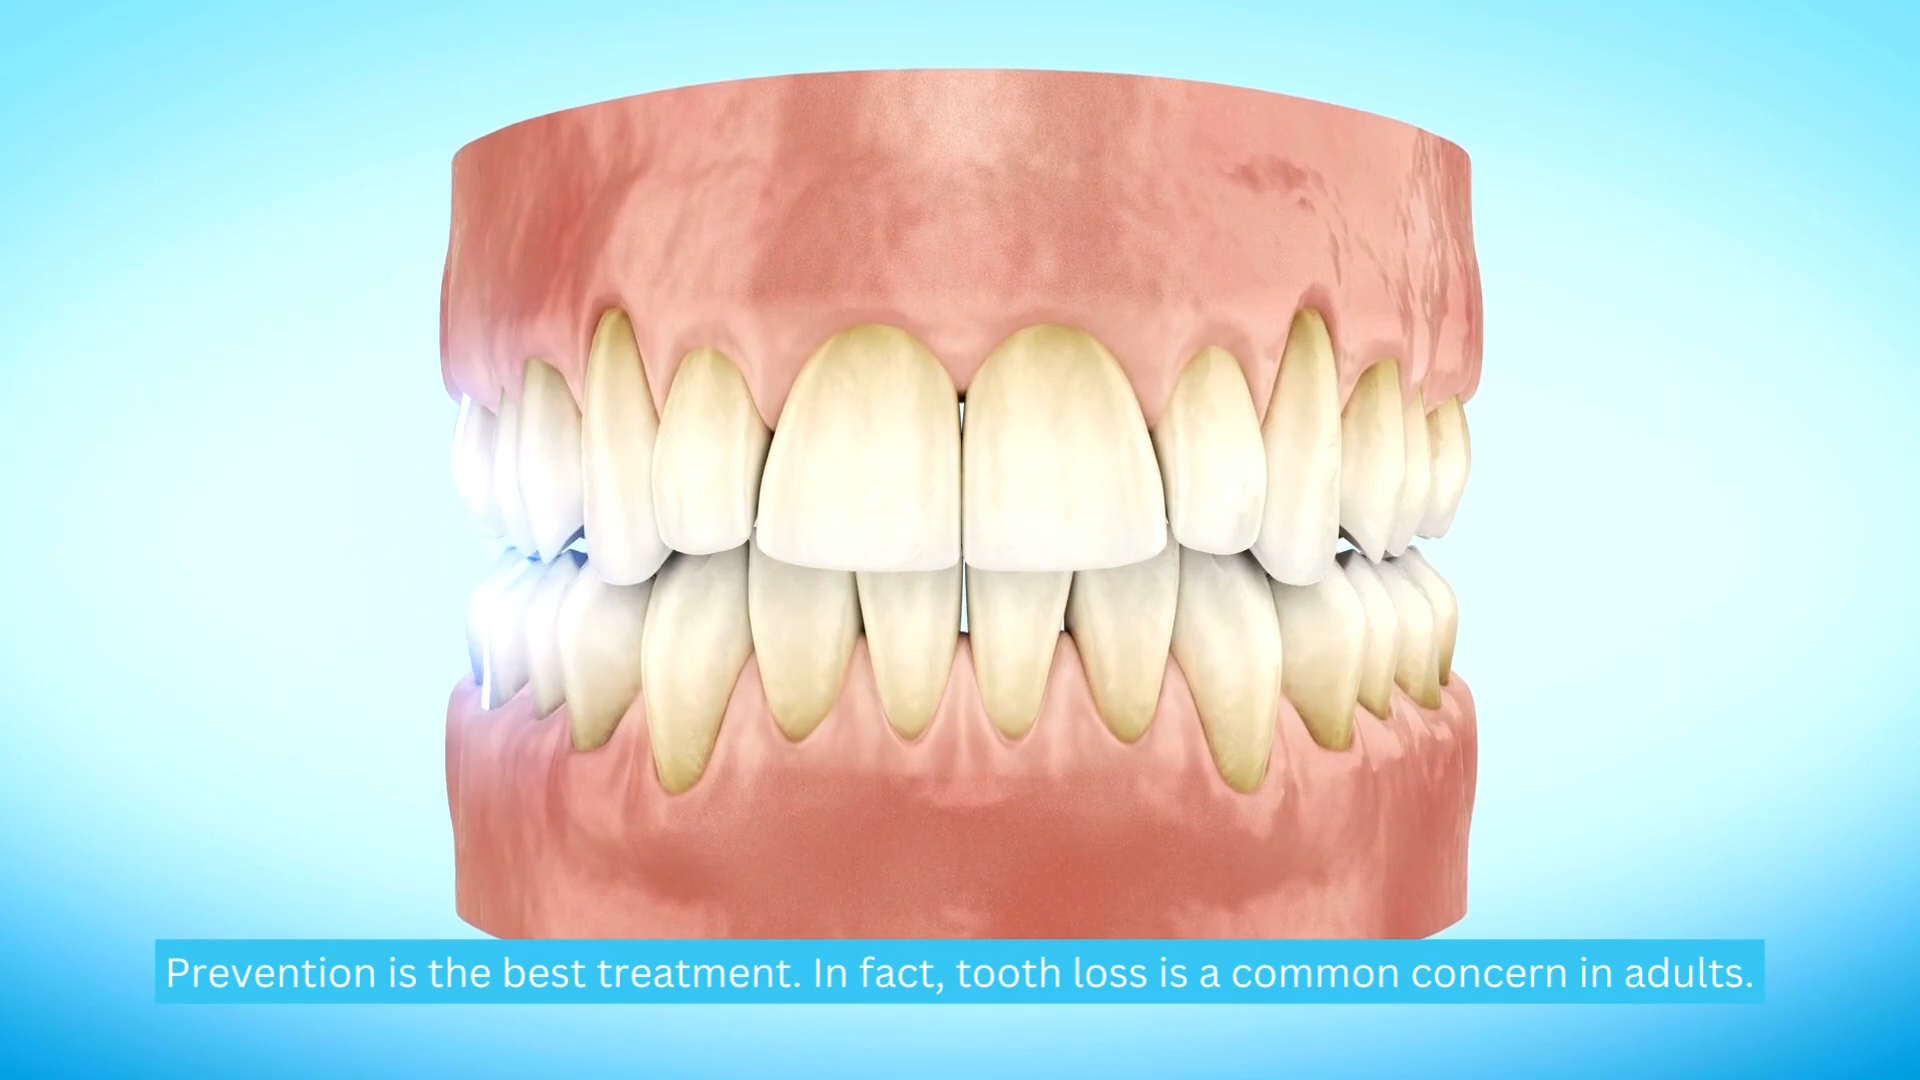 Prevention is the best treatment. In fact, tooth loss is a common concern in adults.